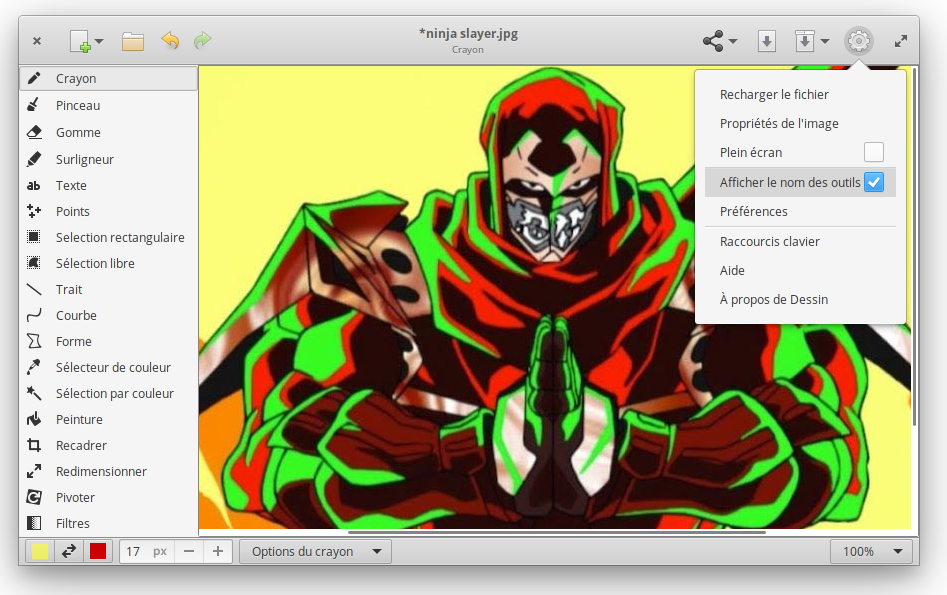 *ninja slayer.jpg
Crayon
Crayon
Pinceau
Gomme
Surligneur
ab Texte
Points
Selection rectangulaire
Sélection libre
Trait
Courbe
Forme
Sélecteur de couleur
Sélection par couleur
Peinture
Recadrer
Redimensionner
Pivoter
Filtres
Recharger le fichier
Propriétés de l'image
Plein écran
Afficher le nom des outils
Préférences
Raccourcis clavier
Aide
À propos de Dessin
17 px − +
Options du crayon
100%